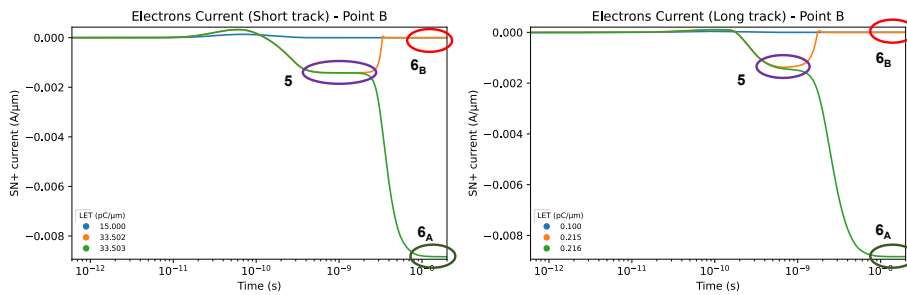 Electrons Current (Short track) - Point B
SN+ current (A/μm)
0.000
−0.002
−0.004
−0.006
−0.008
5
6B
6A
LET (pC/μm)
15.000
33.502
33.503
10⁻¹² 10⁻¹¹ 10⁻¹⁰ 10⁻⁹ 10⁻⁸
Time (s)
Electrons Current (Long track) - Point B
SN+ current (A/μm)
0.000
−0.002
−0.004
−0.006
−0.008
5
6B
6A
LET (pC/μm)
0.100
0.215
0.216
10⁻¹² 10⁻¹¹ 10⁻¹⁰ 10⁻⁹ 10⁻⁸
Time (s)